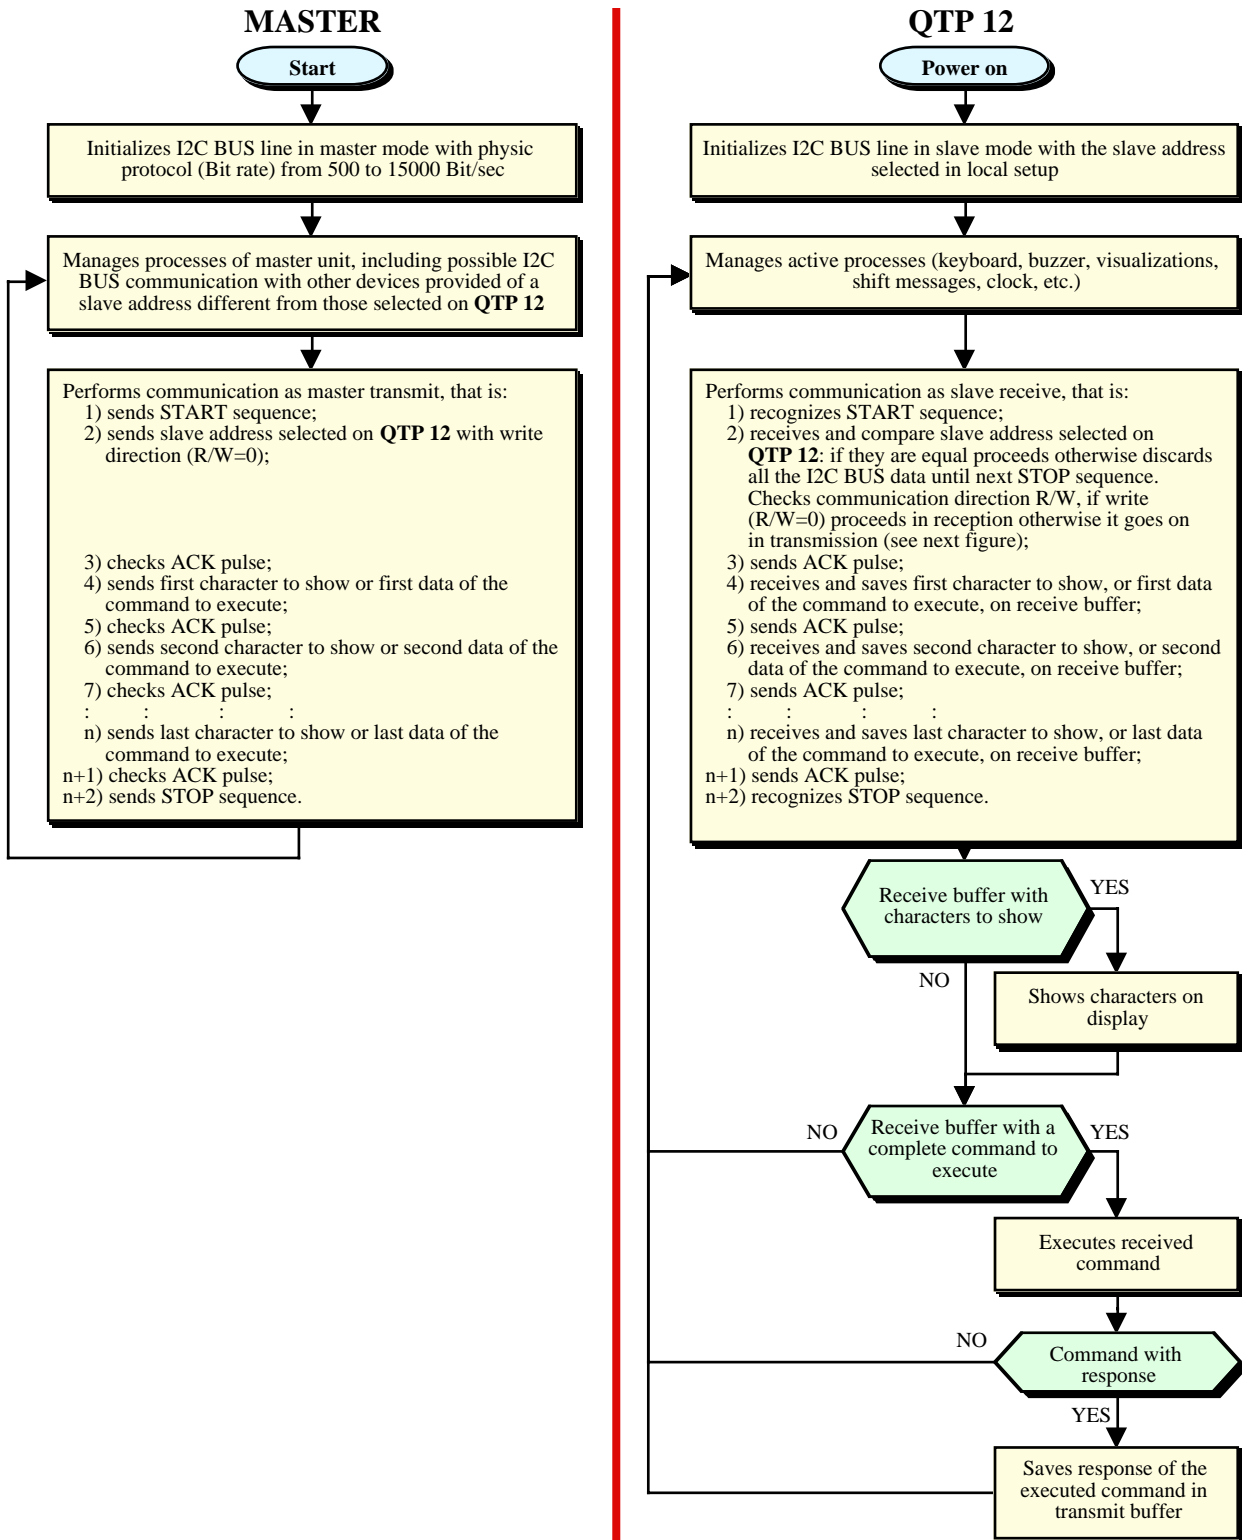 MASTER
Start
Initializes I2C BUS line in master mode with physic
protocol (Bit rate) from 500 to 15000 Bit/sec
Manages processes of master unit, including possible I2C
BUS communication with other devices provided of a
slave address different from those selected on QTP 12
Performs communication as master transmit, that is:
1) sends START sequence;
2) sends slave address selected on QTP 12 with write
direction (R/W=0);
3) checks ACK pulse;
4) sends first character to show or first data of the
command to execute;
5) checks ACK pulse;
6) sends second character to show or second data of the
command to execute;
7) checks ACK pulse;
: : : :
n) sends last character to show or last data of the
command to execute;
n+1) checks ACK pulse;
n+2) sends STOP sequence.
QTP 12
Power on
Initializes I2C BUS line in slave mode with the slave address
selected in local setup
Manages active processes (keyboard, buzzer, visualizations,
shift messages, clock, etc.)
Performs communication as slave receive, that is:
1) recognizes START sequence;
2) receives and compare slave address selected on
QTP 12: if they are equal proceeds otherwise discards
all the I2C BUS data until next STOP sequence.
Checks communication direction R/W, if write
(R/W=0) proceeds in reception otherwise it goes on
in transmission (see next figure);
3) sends ACK pulse;
4) receives and saves first character to show, or first data
of the command to execute, on receive buffer;
5) sends ACK pulse;
6) receives and saves second character to show, or second
data of the command to execute, on receive buffer;
7) sends ACK pulse;
: : : :
n) receives and saves last character to show, or last data
of the command to execute, on receive buffer;
n+1) sends ACK pulse;
n+2) recognizes STOP sequence.
Receive buffer with
characters to show
YES
NO
Shows characters on
display
NO
Receive buffer with a
complete command to
execute
YES
Executes received
command
NO
Command with
response
YES
Saves response of the
executed command in
transmit buffer